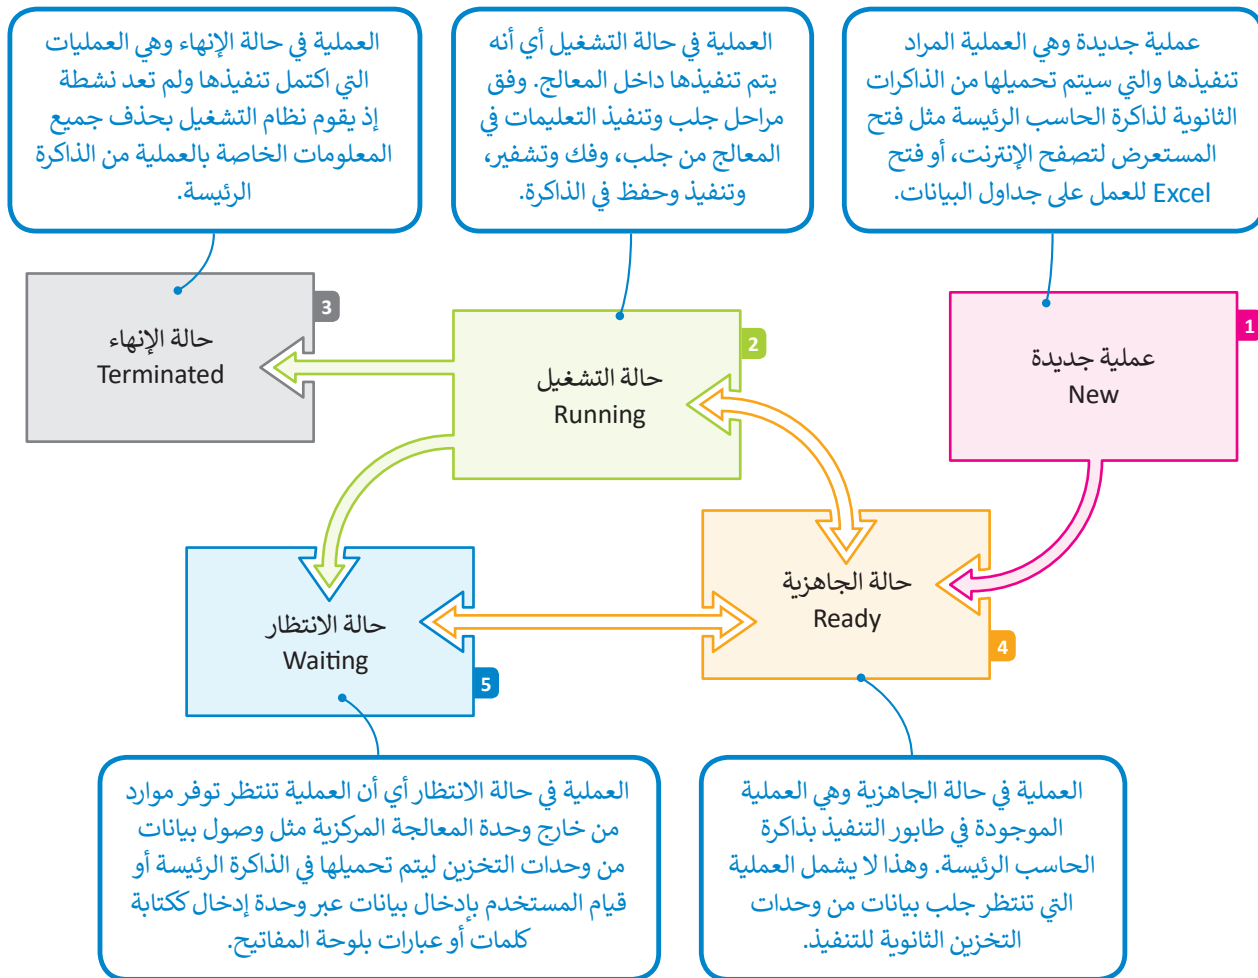 عملية جديدة وهي العملية المراد
تنفيذها والتي سيتم تحميلها من الذاكرات
الثانوية لذاكرة الحاسب الرئيسة مثل فتح
المستعرض لتصفح الإنترنت، أو فتح
Excel للعمل على جداول البيانات.
العملية في حالة التشغيل أي أنه
يتم تنفيذها داخل المعالج. وفق
مراحل جلب وتنفيذ التعليمات في
المعالج من جلب، وفك وتشفير،
وتنفيذ وحفظ في الذاكرة.
العملية في حالة الإنهاء وهي العمليات
التي اكتمل تنفيذها ولم تعد نشطة
إذ يقوم نظام التشغيل بحذف جميع
المعلومات الخاصة بالعملية من الذاكرة
الرئيسة.
1
عملية جديدة
New
2
حالة التشغيل
Running
3
حالة الإنهاء
Terminated
4
حالة الجاهزية
Ready
5
حالة الانتظار
Waiting
العملية في حالة الجاهزية وهي العملية
الموجودة في طابور التنفيذ بذاكرة
الحاسب الرئيسة. وهذا لا يشمل العملية
التي تنتظر جلب بيانات من وحدات
التخزين الثانوية للتنفيذ.
العملية في حالة الانتظار أي أن العملية تنتظر توفر موارد
من خارج وحدة المعالجة المركزية مثل وصول بيانات
من وحدات التخزين ليتم تحميلها في الذاكرة الرئيسة أو
قيام المستخدم بإدخال بيانات عبر وحدة إدخال ككتابة
كلمات أو عبارات بلوحة المفاتيح.